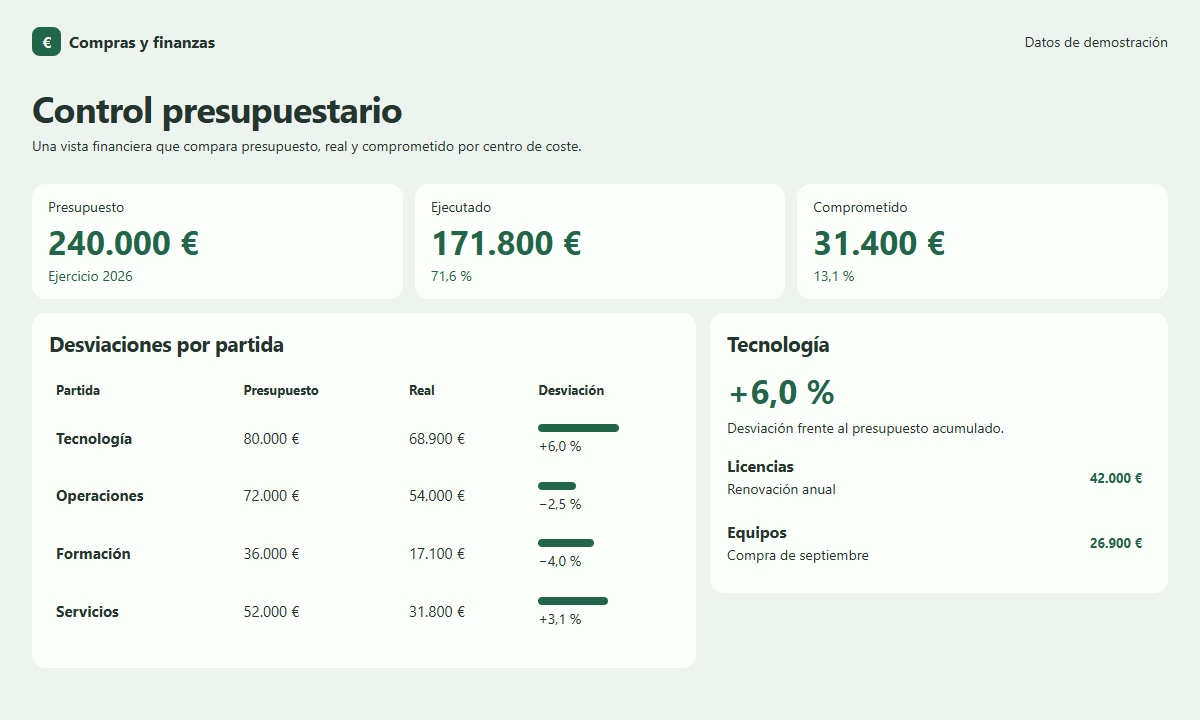 € Compras y finanzas
Datos de demostración
Control presupuestario
Una vista financiera que compara presupuesto, real y comprometido por centro de coste.
Presupuesto
240.000 €
Ejercicio 2026
Ejecutado
171.800 €
71,6 %
Comprometido
31.400 €
13,1 %
Desviaciones por partida
Partida Presupuesto Real Desviación
Tecnología 80.000 € 68.900 € +6,0 %
Operaciones 72.000 € 54.000 € −2,5 %
Formación 36.000 € 17.100 € −4,0 %
Servicios 52.000 € 31.800 € +3,1 %
Tecnología
+6,0 %
Desviación frente al presupuesto acumulado.
Licencias
Renovación anual
42.000 €
Equipos
Compra de septiembre
26.900 €